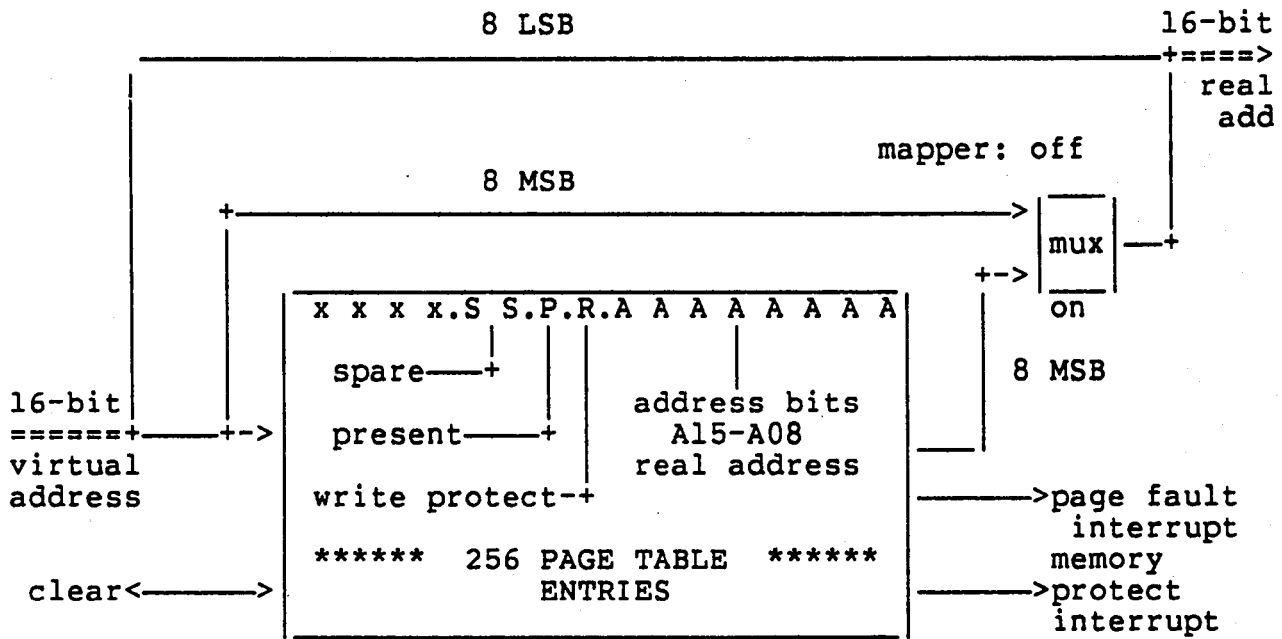 8 LSB
16-bit
real
add
mapper: off
8 MSB
mux
on
8 MSB
x x x x.S S.P.R.A A A A A A A A
spare
present
write protect
address bits
A15-A08
real address
16-bit
virtual
address
****** 256 PAGE TABLE ******
ENTRIES
clear
page fault
interrupt
memory
protect
interrupt